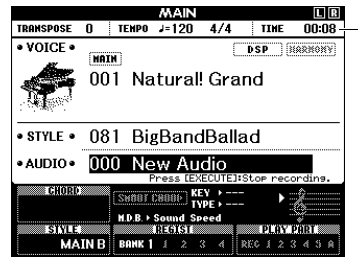 MAIN L R
TRANSPOSE 0 TEMPO ♩=120 4/4 TIME 00:08
• VOICE • DSP HARMONY
MAIN
001 Natural! Grand
• STYLE • 081 BigBandBallad
• AUDIO • 000 New Audio
Press [EXECUTE]:Stop recording.
CHORD SMART CHORD KEY ▸ ---
TYPE ▸ ---
M.D.B. ▸ Sound Speed
STYLE REGIST PLAY PART
MAIN B BANK 1 1 2 3 4 REC 1 2 3 4 5 A